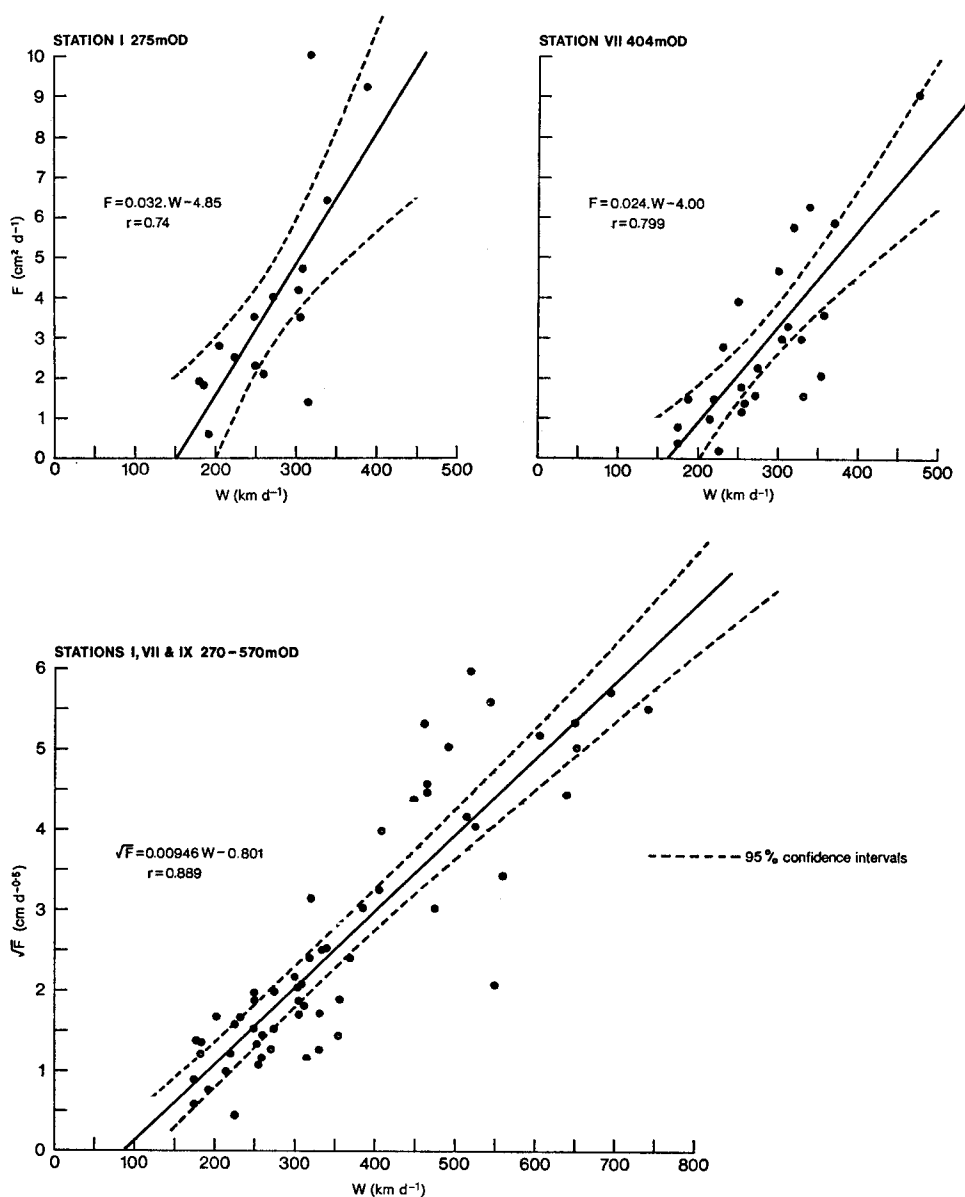 STATION I 275mOD
10
9
8
7
6
5
4
3
2
1
0
F (cm² d⁻¹)
F=0.032.W−4.85
r=0.74
0 100 200 300 400 500
W (km d⁻¹)
STATION VII 404mOD
F=0.024.W−4.00
r=0.799
0 100 200 300 400 500
W (km d⁻¹)
STATIONS I, VII & IX 270–570mOD
6
5
4
3
2
1
0
√F (cm d⁻⁰·⁵)
√F=0.00946 W−0.801
r=0.889
95% confidence intervals
0 100 200 300 400 500 600 700 800
W (km d⁻¹)